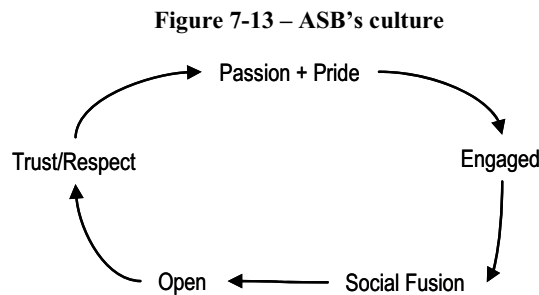 Figure 7-13 – ASB’s culture
Passion + Pride
Trust/Respect
Engaged
Open
Social Fusion